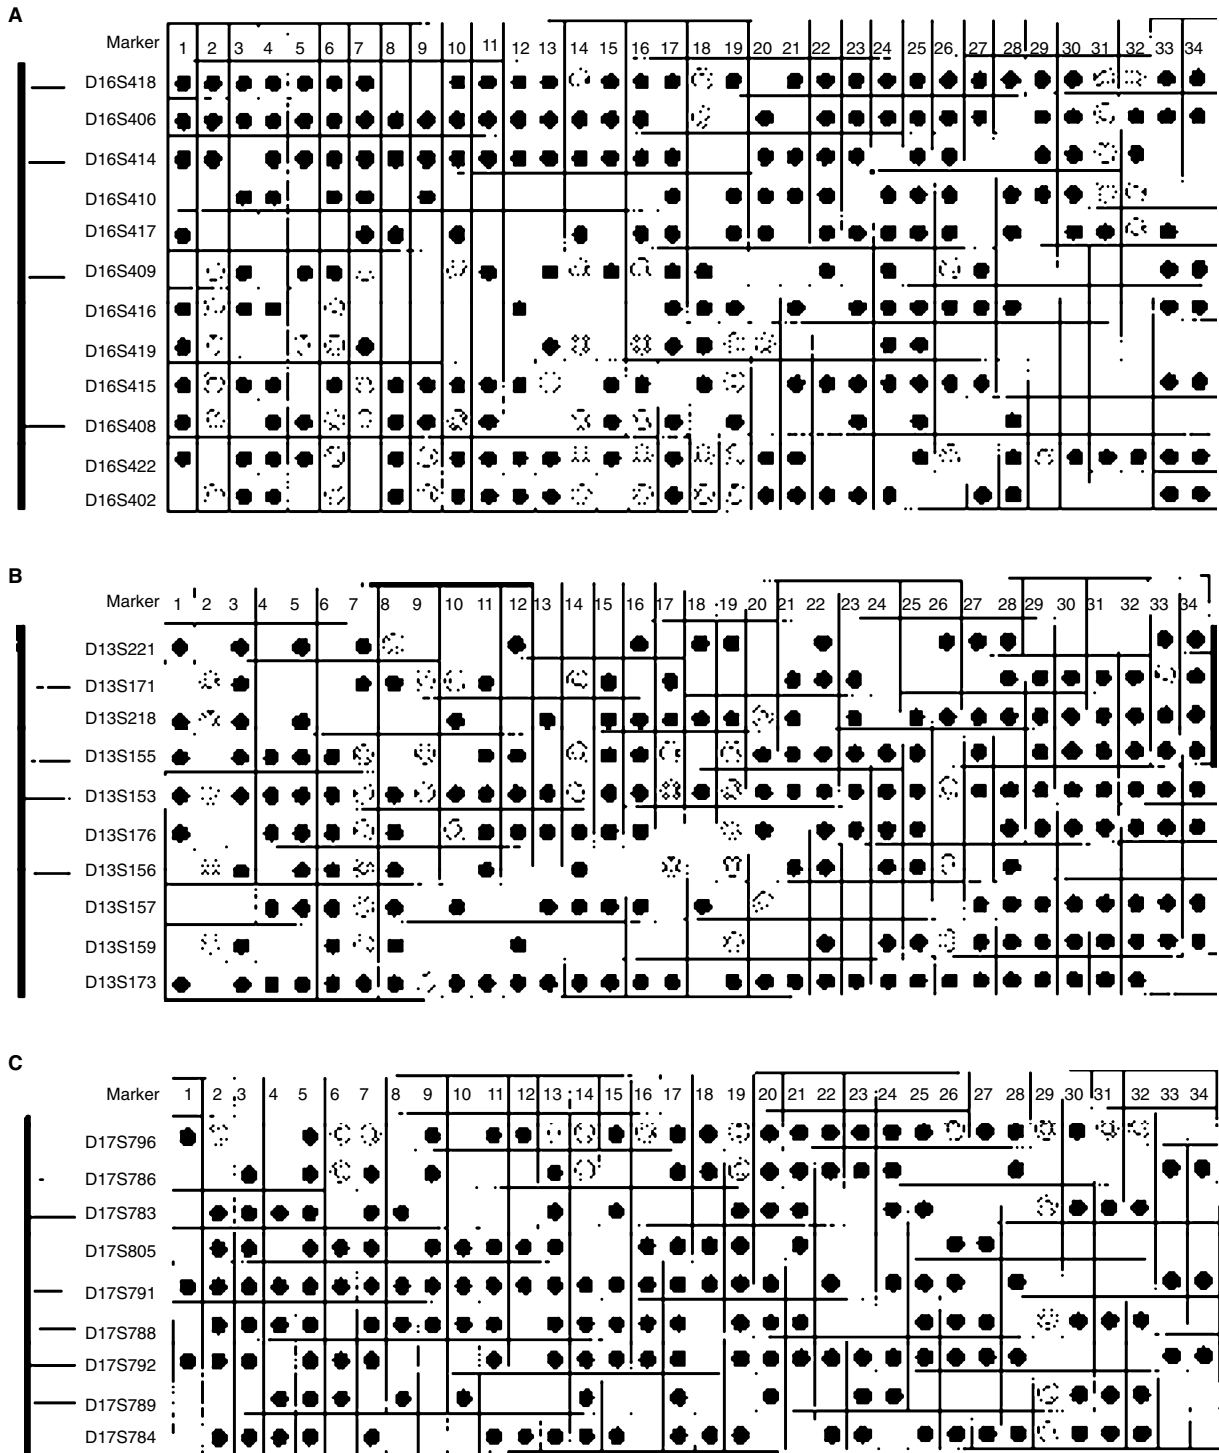 A
Marker 1 2 3 4 5 6 7 8 9 10 11 12 13 14 15 16 17 18 19 20 21 22 23 24 25 26 27 28 29 30 31 32 33 34
D16S418
D16S406
D16S414
D16S410
D16S417
D16S409
D16S416
D16S419
D16S415
D16S408
D16S422
D16S402
B
Marker 1 2 3 4 5 6 7 8 9 10 11 12 13 14 15 16 17 18 19 20 21 22 23 24 25 26 27 28 29 30 31 32 33 34
D13S221
D13S171
D13S218
D13S155
D13S153
D13S176
D13S156
D13S157
D13S159
D13S173
C
Marker 1 2 3 4 5 6 7 8 9 10 11 12 13 14 15 16 17 18 19 20 21 22 23 24 25 26 27 28 29 30 31 32 33 34
D17S796
D17S786
D17S783
D17S805
D17S791
D17S788
D17S792
D17S789
D17S784